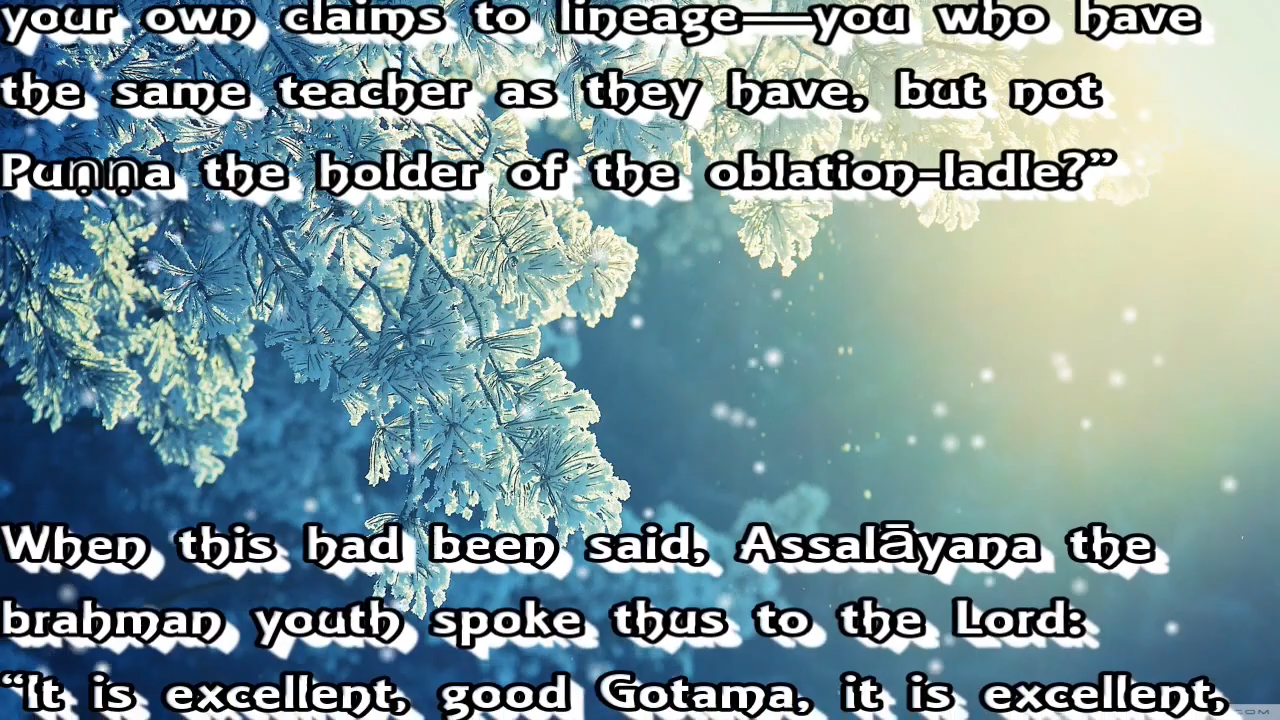 your own claims to lineage—you who have
the same teacher as they have, but not
Puṇṇa the holder of the oblation-ladle?”
When this had been said, Assalāyana the
brahman youth spoke thus to the Lord:
“It is excellent, good Gotama, it is excellent,